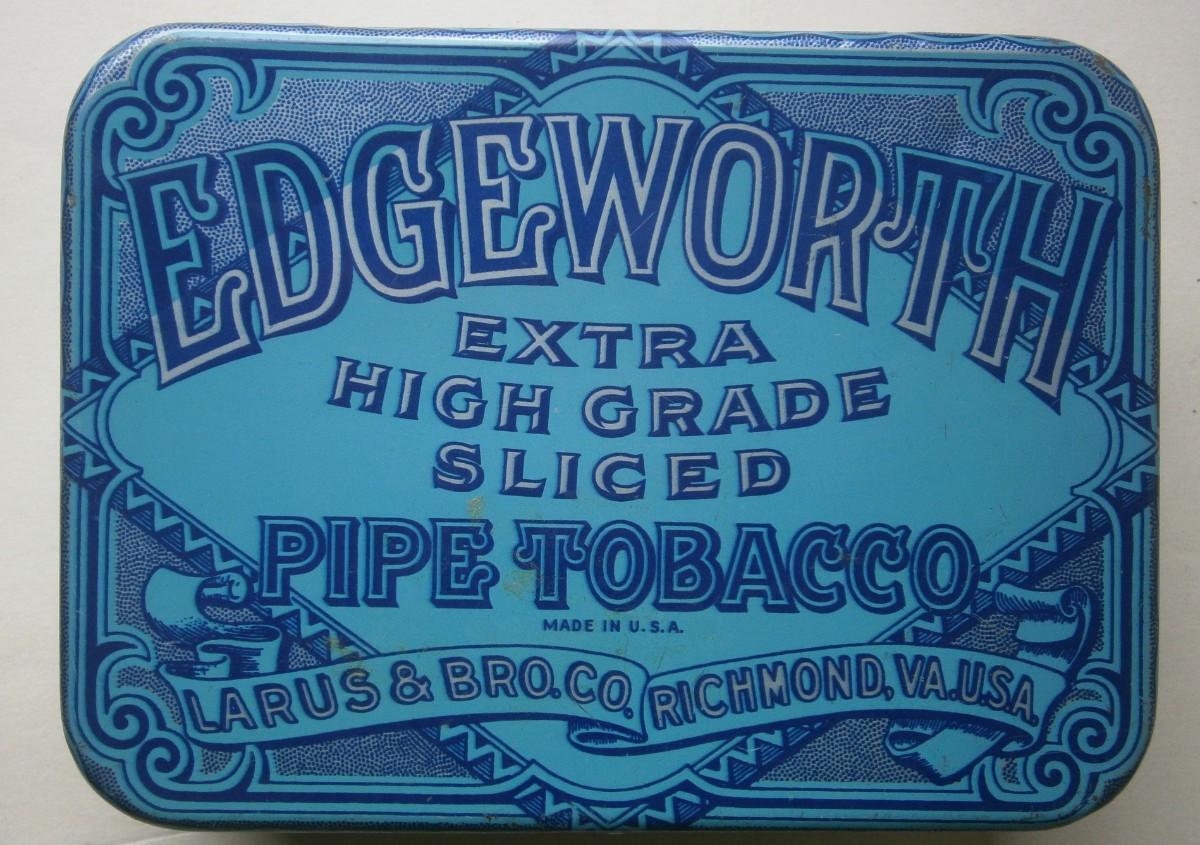 EDGEWORTH
EXTRA
HIGH GRADE
SLICED
PIPE TOBACCO
MADE IN U.S.A.
LARUS & BRO. CO. RICHMOND, VA. U.S.A.